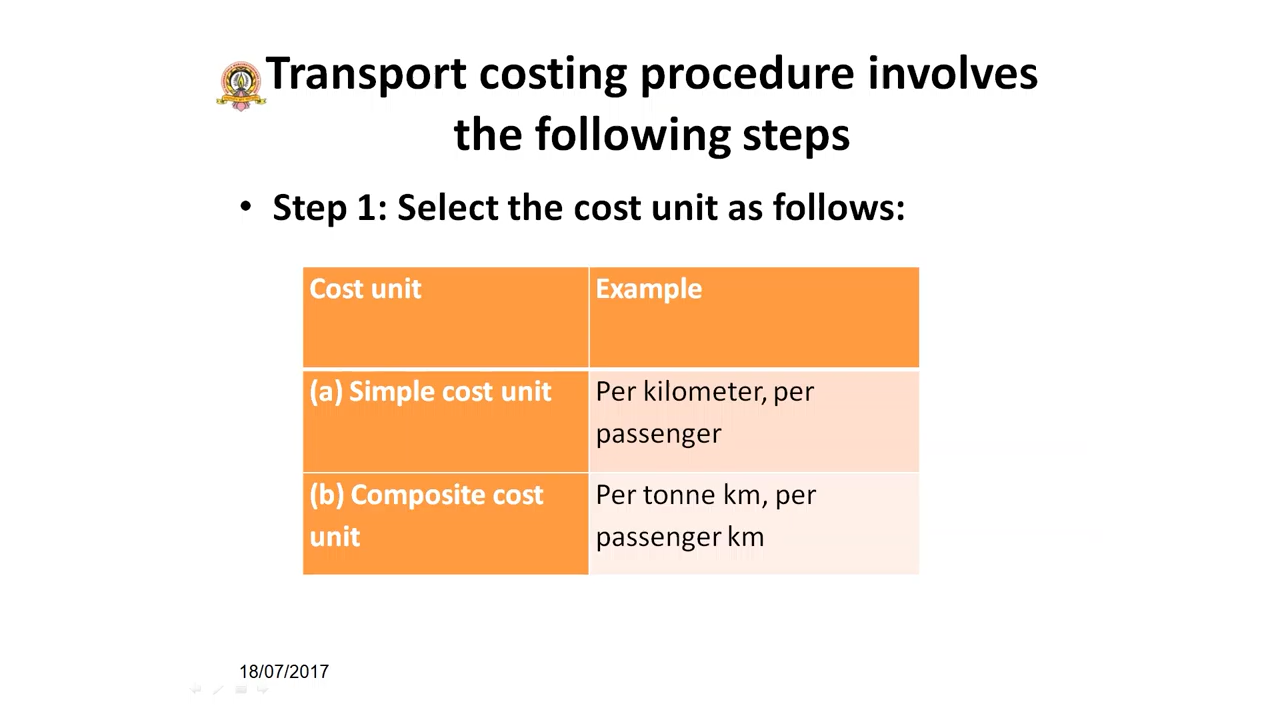 Transport costing procedure involves
the following steps
• Step 1: Select the cost unit as follows:
Cost unit
Example
(a) Simple cost unit
Per kilometer, per
passenger
(b) Composite cost
unit
Per tonne km, per
passenger km
18/07/2017